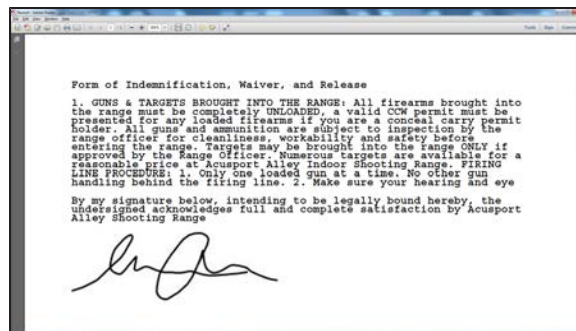 Form of Indemnification, Waiver, and Release
1. GUNS & TARGETS BROUGHT INTO THE RANGE: All firearms brought into
the range must be completely UNLOADED, a valid CCW permit must be
presented for any loaded firearms if you are a conceal carry permit
holder. All guns and ammunition are subject to inspection by the
range officer for cleanliness, workability and safety before
entering the range. Targets may be brought into the range ONLY if
approved by the Range Officer. Numerous targets are available for a
reasonable price at Acusport Alley Indoor Shooting Range. FIRING
LINE PROCEDURE: 1. Only one loaded gun at a time. No other gun
handling behind the firing line. 2. Make sure your hearing and eye
By my signature below, intending to be legally bound hereby, the
undersigned acknowledges full and complete satisfaction by Acusport
Alley Shooting Range